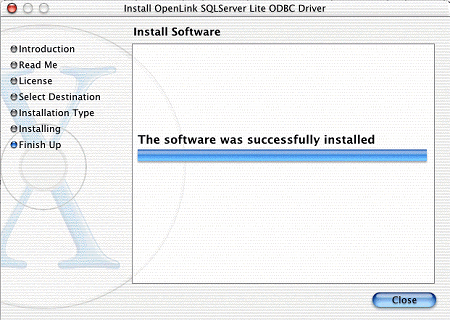 Install OpenLink SQLServer Lite ODBC Driver
Install Software
Introduction
Read Me
License
Select Destination
Installation Type
Installing
Finish Up
The software was successfully installed
Close